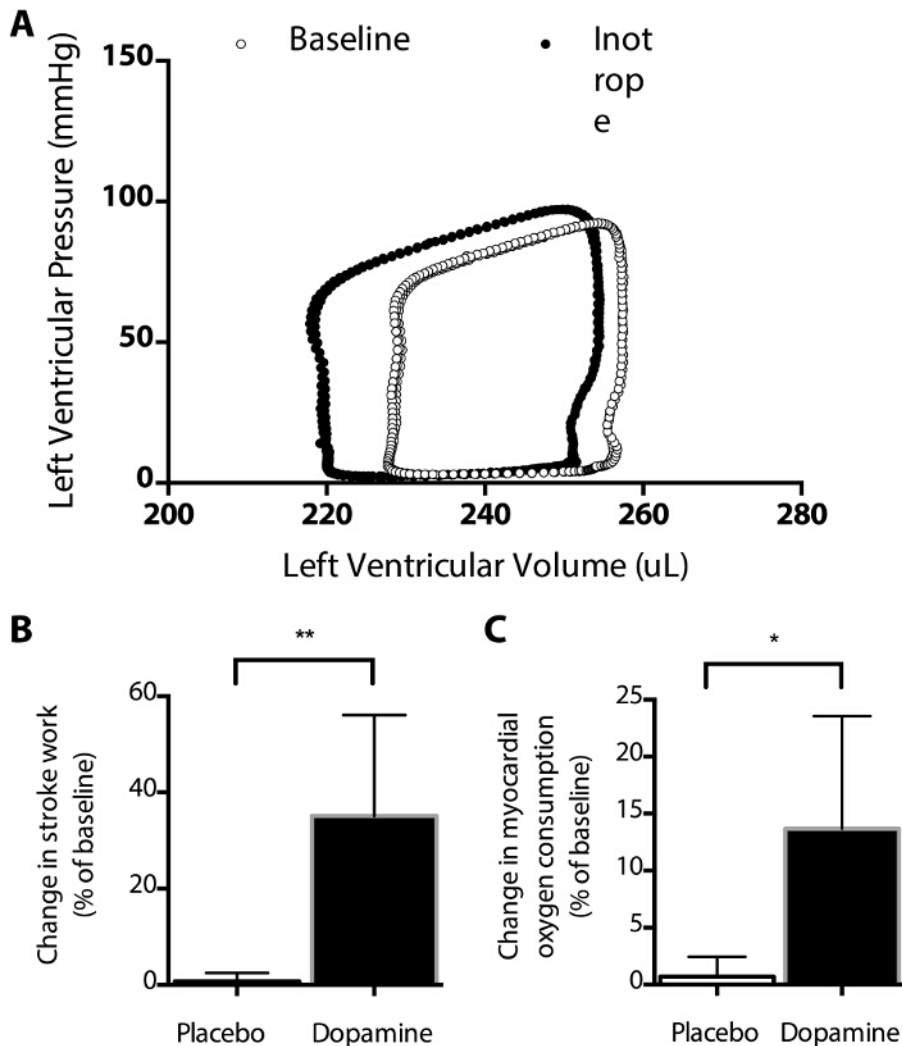 A
Baseline
Inot
rop
e
Left Ventricular Pressure (mmHg)
150
100
50
0
200
220
240
260
280
Left Ventricular Volume (uL)
B
**
Change in stroke work
(% of baseline)
60
40
20
0
Placebo
Dopamine
C
*
Change in myocardial
oxygen consumption
(% of baseline)
25
20
15
10
5
0
Placebo
Dopamine